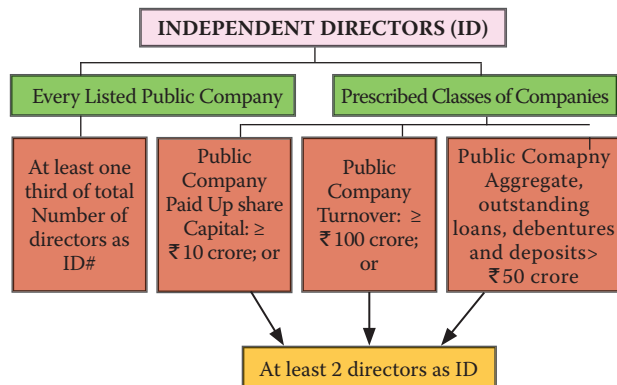 INDEPENDENT DIRECTORS (ID)
Every Listed Public Company
Prescribed Classes of Companies
At least one
third of total
Number of
directors as
ID#
Public
Company
Paid Up share
Capital: ≥
₹ 10 crore; or
Public
Company
Turnover: ≥
₹ 100 crore;
or
Public Comapny
Aggregate,
outstanding
loans, debentures
and deposits>
₹ 50 crore
At least 2 directors as ID